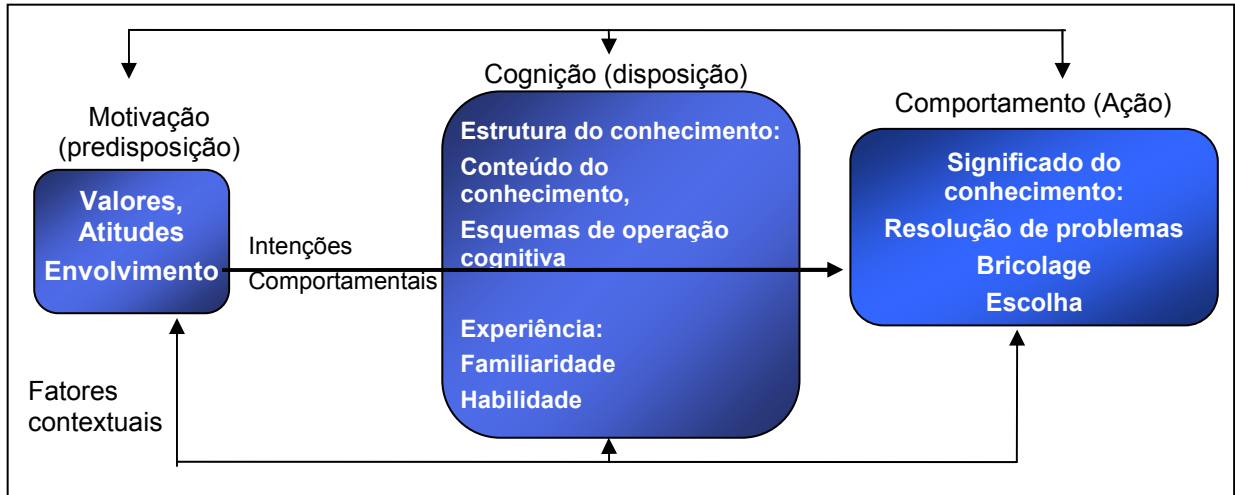 Motivação
(predisposição)
Valores,
Atitudes
Envolvimento
Intenções
Comportamentais
Cognição (disposição)
Estrutura do conhecimento:
Conteúdo do
conhecimento,
Esquemas de operação
cognitiva
Experiência:
Familiaridade
Habilidade
Comportamento (Ação)
Significado do
conhecimento:
Resolução de problemas
Bricolage
Escolha
Fatores
contextuais